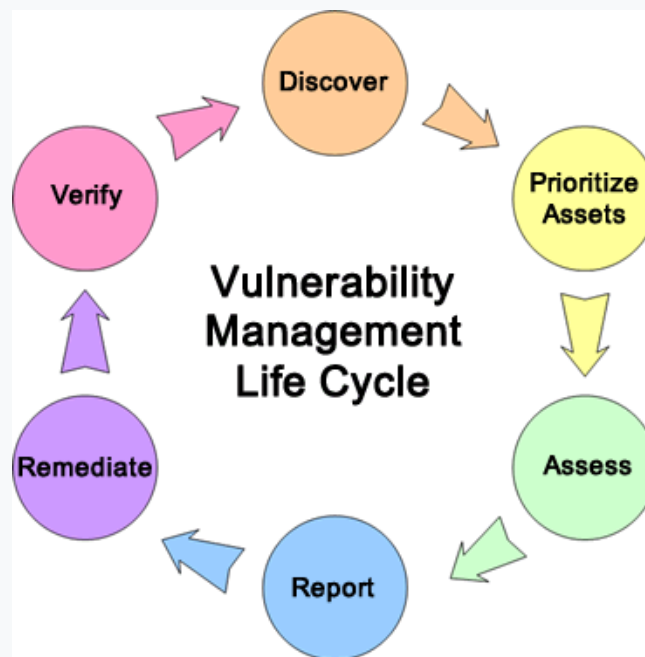 Discover
Prioritize
Assets
Assess
Report
Remediate
Verify
Vulnerability
Management
Life Cycle